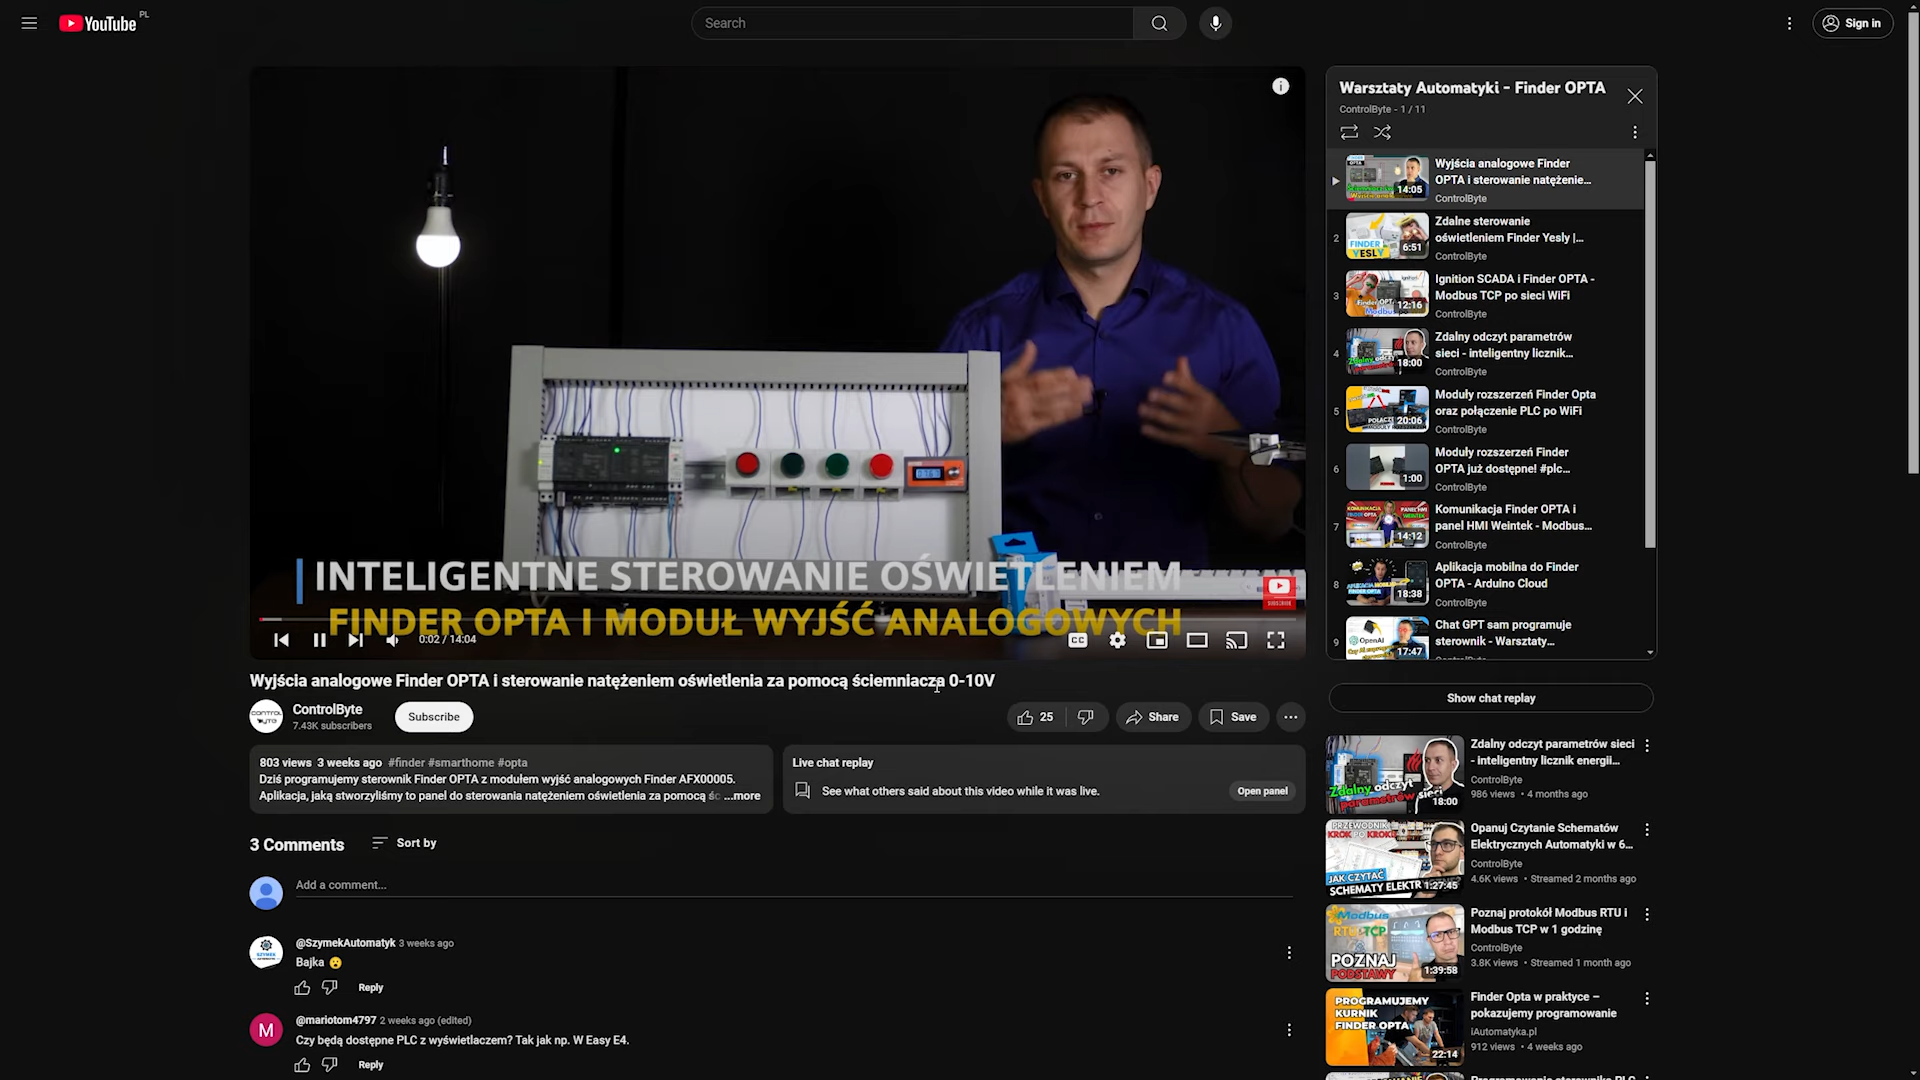 YouTube PL
Search
Sign in
INTELIGENTNE STEROWANIE OŚWIETLENIEM
FINDER OPTA I MODUŁ WYJŚĆ ANALOGOWYCH
SUBSCRIBE
0:02 / 14:04
CC
Wyjścia analogowe Finder OPTA i sterowanie natężeniem oświetlenia za pomocą ściemniacza 0-10V
ControlByte
7.43K subscribers
Subscribe
25
Share
Save
803 views 3 weeks ago #finder #smarthome #opta
Dziś programujemy sterownik Finder OPTA z modułem wyjść analogowych Finder AFX00005.
Aplikacja, jaką stworzyliśmy to panel do sterowania natężeniem oświetlenia za pomocą śc ...more
Live chat replay
See what others said about this video while it was live.
Open panel
3 Comments
Sort by
Add a comment...
@SzymekAutomatyk 3 weeks ago
Bajka 😮
Reply
M
@mariotom4797 2 weeks ago (edited)
Czy będą dostępne PLC z wyświetlaczem? Tak jak np. W Easy E4.
Reply
Warsztaty Automatyki - Finder OPTA
ControlByte - 1 / 11
14:05
Wyjścia analogowe Finder
OPTA i sterowanie natężenie...
ControlByte
2
FINDER
YESLY
6:51
Zdalne sterowanie
oświetleniem Finder Yesly |...
ControlByte
3
12:16
Ignition SCADA i Finder OPTA -
Modbus TCP po sieci WiFi
ControlByte
4
18:00
Zdalny odczyt parametrów
sieci - inteligentny licznik...
ControlByte
5
20:06
Moduły rozszerzeń Finder Opta
oraz połączenie PLC po WiFi
ControlByte
6
1:00
Moduły rozszerzeń Finder
OPTA już dostępne! #plc...
ControlByte
7
14:12
Komunikacja Finder OPTA i
panel HMI Weintek - Modbus...
ControlByte
8
18:38
Aplikacja mobilna do Finder
OPTA - Arduino Cloud
ControlByte
9
OpenAI
17:47
Chat GPT sam programuje
sterownik - Warsztaty...
Show chat replay
Zdalny odczyt
parametrów sieci
18:00
Zdalny odczyt parametrów sieci
- inteligentny licznik energii...
ControlByte
986 views • 4 months ago
PRZEWODNIK KROK PO KROKU
JAK CZYTAĆ
SCHEMATY ELEKTR
1:27:45
Opanuj Czytanie Schematów
Elektrycznych Automatyki w 6...
ControlByte
4.6K views • Streamed 2 months ago
Modbus
RTU TCP
POZNAJ
PODSTAWY
1:39:58
Poznaj protokół Modbus RTU i
Modbus TCP w 1 godzinę
ControlByte
3.8K views • Streamed 1 month ago
PROGRAMUJEMY
KURNIK
FINDER OPTA
22:14
Finder Opta w praktyce –
pokazujemy programowanie
iAutomatyka.pl
912 views • 4 weeks ago